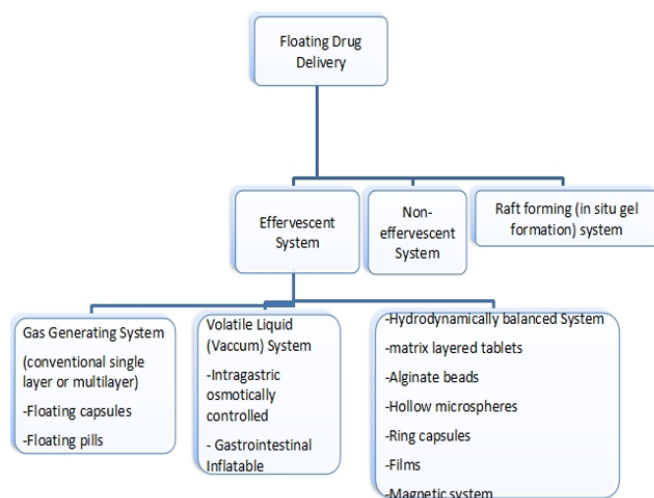 Floating Drug
Delivery
Effervescent
System
Non-
effervescent
System
Raft forming (in situ gel
formation) system
Gas Generating System
(conventional single
layer or multilayer)
-Floating capsules
-Floating pills
Volatile Liquid
(Vaccum) System
-Intragastric
osmotically
controlled
- Gastrointestinal
Inflatable
-Hydrodynamically balanced System
-matrix layered tablets
-Alginate beads
-Hollow microspheres
-Ring capsules
-Films
-Magnetic system